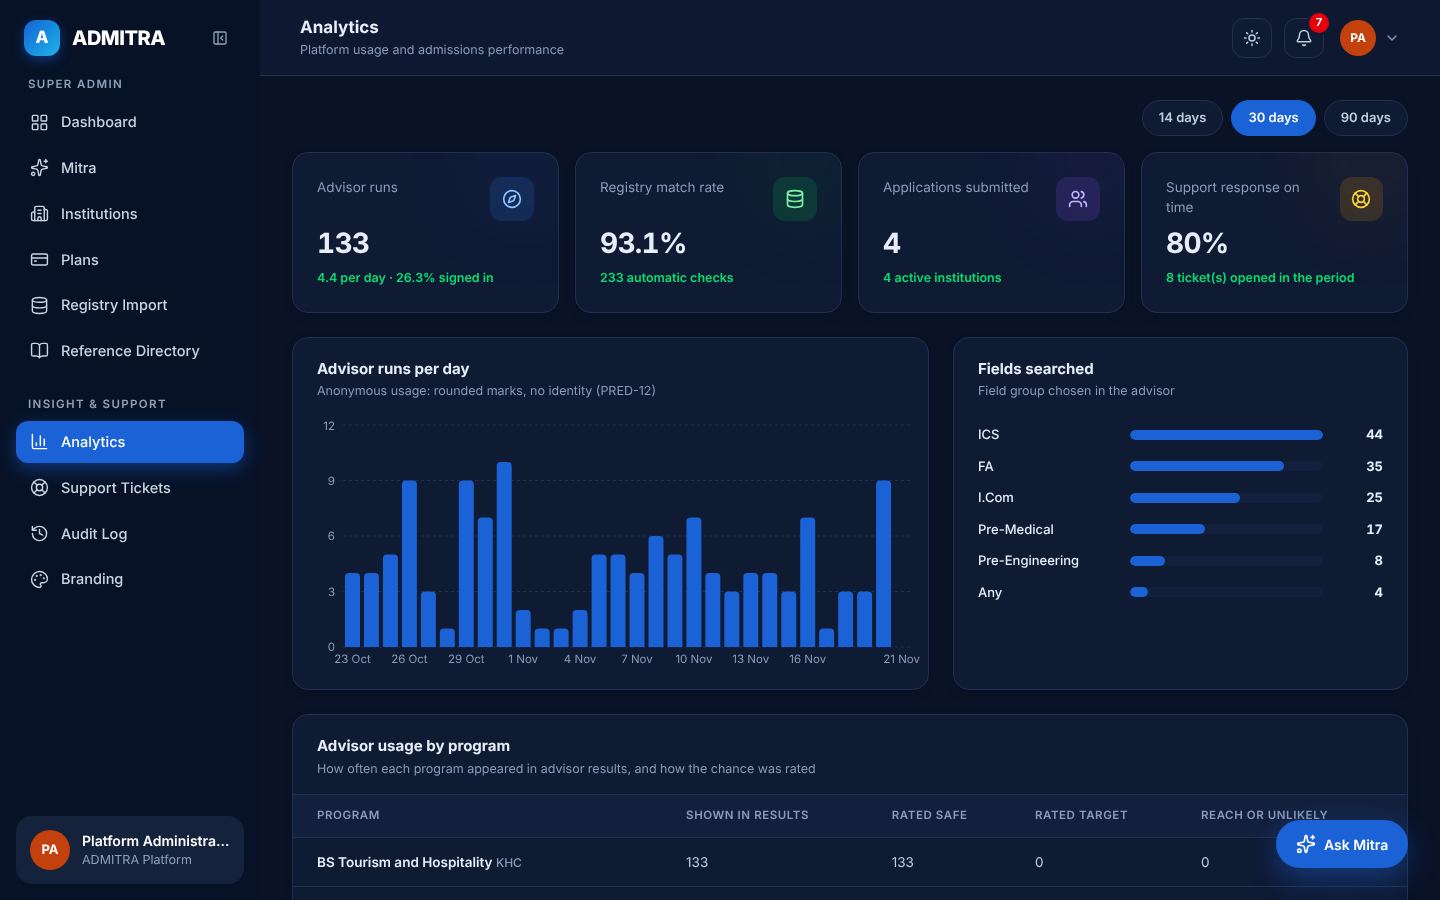 A ADMITRA
SUPER ADMIN
Dashboard
Mitra
Institutions
Plans
Registry Import
Reference Directory
INSIGHT & SUPPORT
Analytics
Support Tickets
Audit Log
Branding
PA
Platform Administra...
ADMITRA Platform
Analytics
Platform usage and admissions performance
7
PA
14 days
30 days
90 days
Advisor runs
133
4.4 per day · 26.3% signed in
Registry match rate
93.1%
233 automatic checks
Applications submitted
4
4 active institutions
Support response on
time
80%
8 ticket(s) opened in the period
Advisor runs per day
Anonymous usage: rounded marks, no identity (PRED-12)
12
9
6
3
0
23 Oct 26 Oct 29 Oct 1 Nov 4 Nov 7 Nov 10 Nov 13 Nov 16 Nov 21 Nov
Fields searched
Field group chosen in the advisor
ICS 44
FA 35
I.Com 25
Pre-Medical 17
Pre-Engineering 8
Any 4
Advisor usage by program
How often each program appeared in advisor results, and how the chance was rated
PROGRAM SHOWN IN RESULTS RATED SAFE RATED TARGET REACH OR UNLIKELY
BS Tourism and Hospitality KHC 133 133 0 0
Ask Mitra